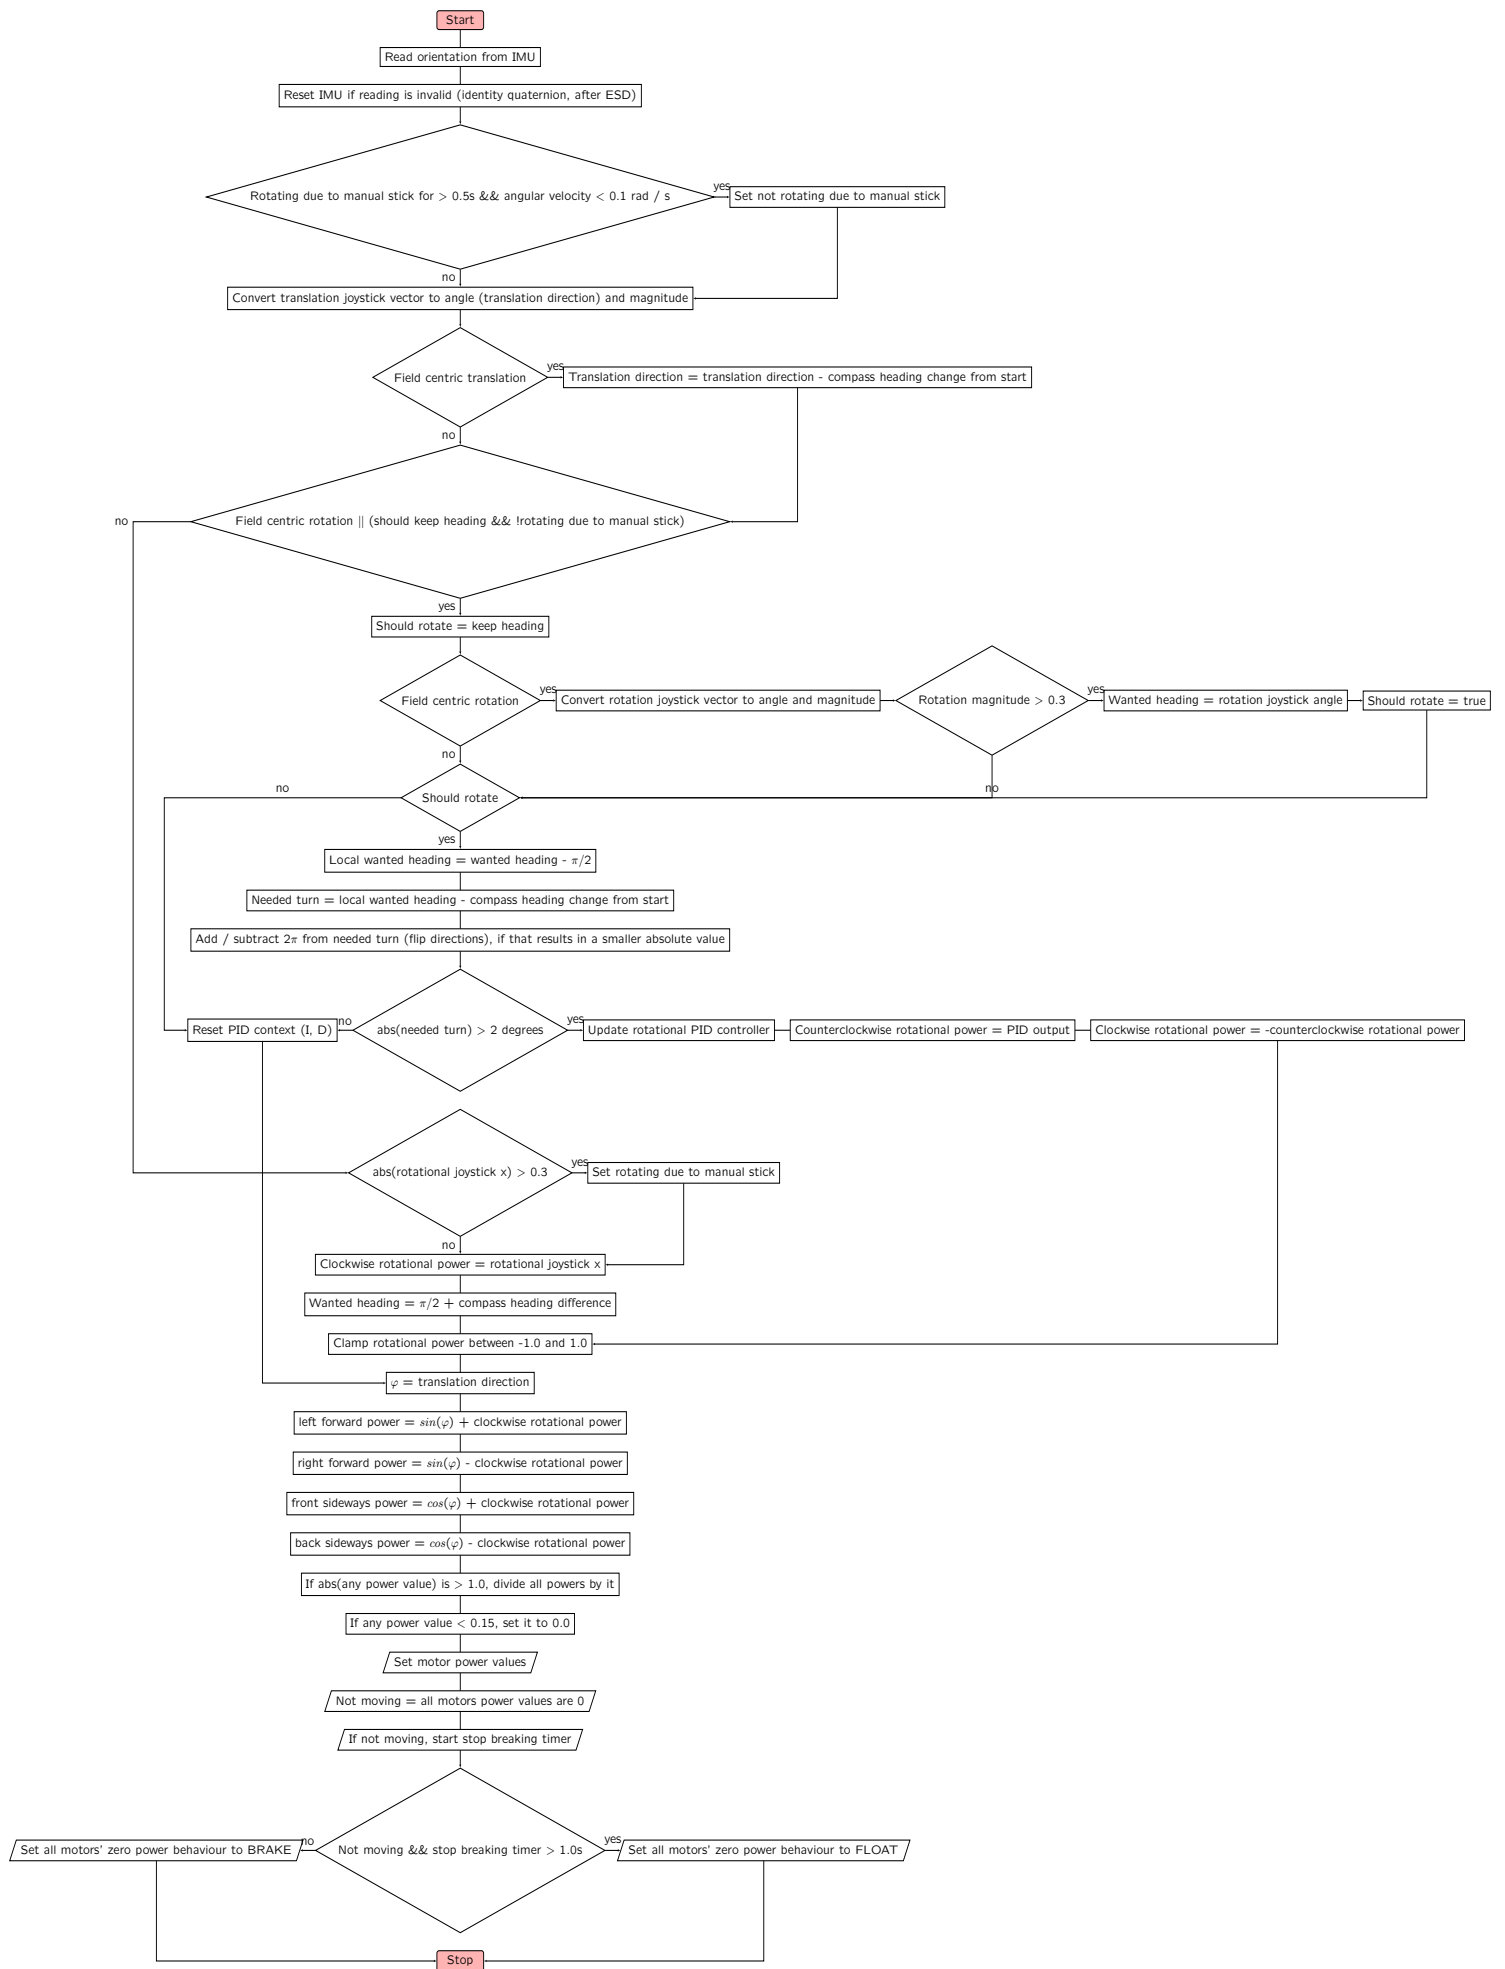 Start
Read orientation from IMU
Reset IMU if reading is invalid (identity quaternion, after ESD)
Rotating due to manual stick for > 0.5s && angular velocity < 0.1 rad / s
yes
Set not rotating due to manual stick
no
Convert translation joystick vector to angle (translation direction) and magnitude
Field centric translation
yes
Translation direction = translation direction - compass heading change from start
no
Field centric rotation || (should keep heading && !rotating due to manual stick)
no
yes
Should rotate = keep heading
Field centric rotation
yes
Convert rotation joystick vector to angle and magnitude
Rotation magnitude > 0.3
yes
Wanted heading = rotation joystick angle
Should rotate = true
no
no
Should rotate
no
yes
Local wanted heading = wanted heading - π/2
Needed turn = local wanted heading - compass heading change from start
Add / subtract 2π from needed turn (flip directions), if that results in a smaller absolute value
Reset PID context (I, D)
no
abs(needed turn) > 2 degrees
yes
Update rotational PID controller
Counterclockwise rotational power = PID output
Clockwise rotational power = -counterclockwise rotational power
abs(rotational joystick x) > 0.3
yes
Set rotating due to manual stick
no
Clockwise rotational power = rotational joystick x
Wanted heading = π/2 + compass heading difference
Clamp rotational power between -1.0 and 1.0
φ = translation direction
left forward power = sin(φ) + clockwise rotational power
right forward power = sin(φ) - clockwise rotational power
front sideways power = cos(φ) + clockwise rotational power
back sideways power = cos(φ) - clockwise rotational power
If abs(any power value) is > 1.0, divide all powers by it
If any power value < 0.15, set it to 0.0
Set motor power values
Not moving = all motors power values are 0
If not moving, start stop breaking timer
Set all motors' zero power behaviour to BRAKE
no
Not moving && stop breaking timer > 1.0s
yes
Set all motors' zero power behaviour to FLOAT
Stop